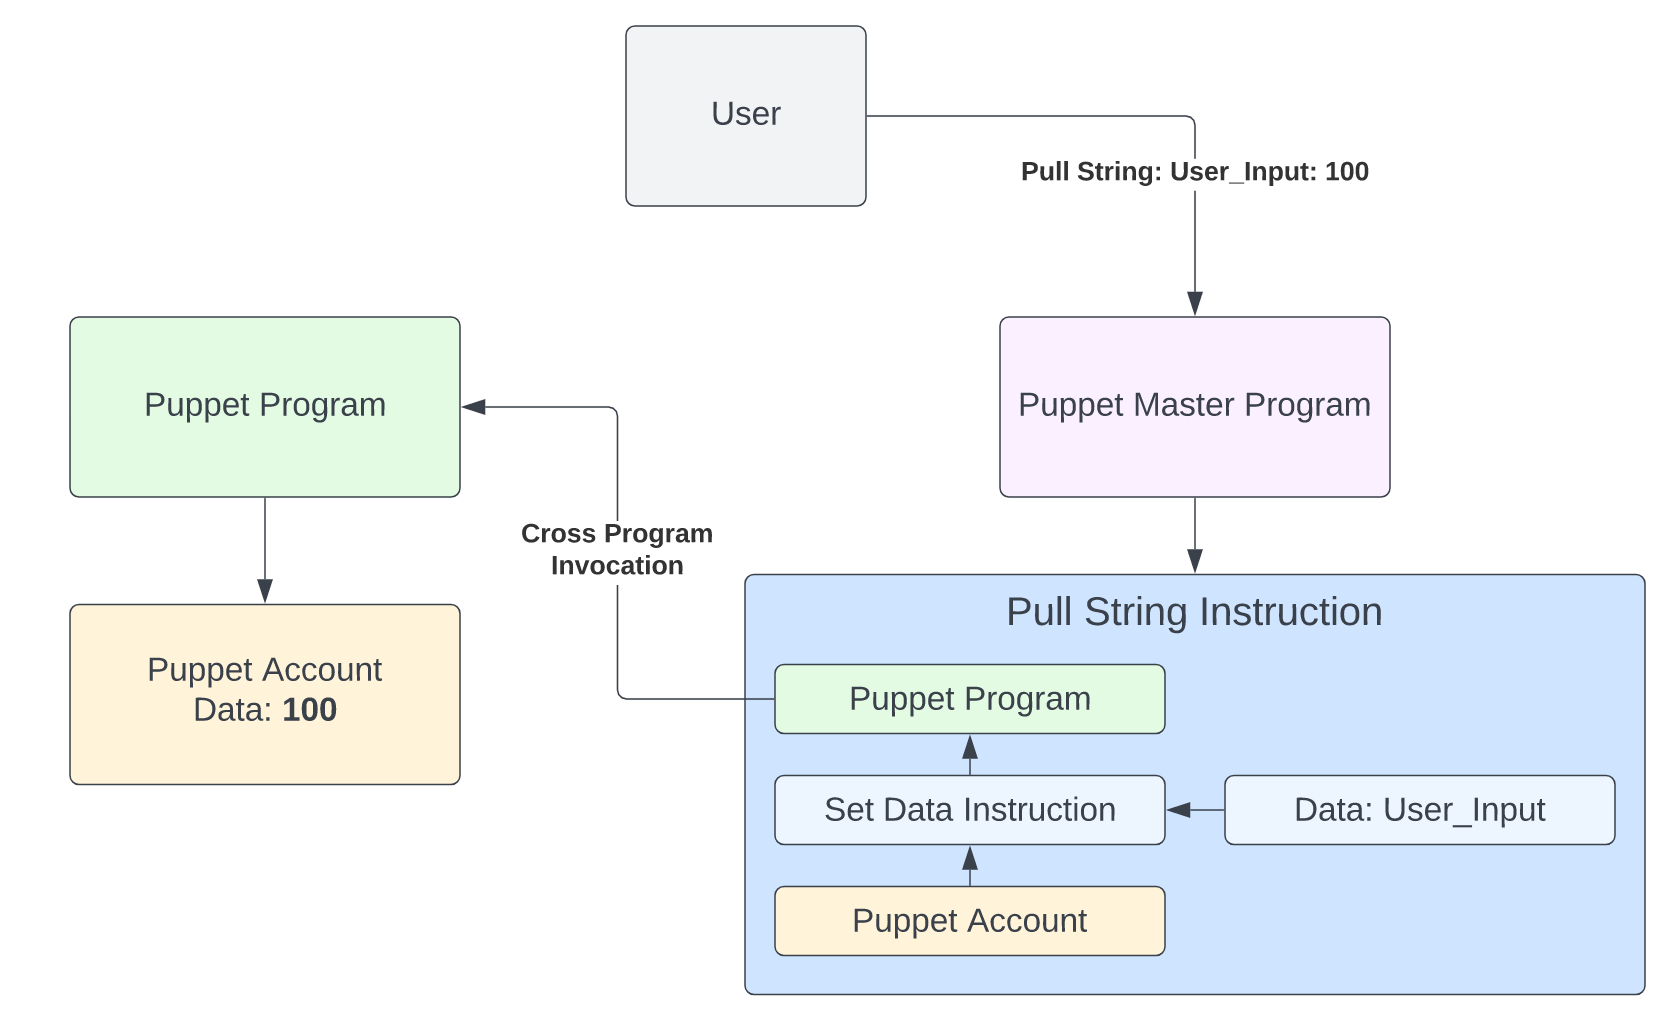 User
Pull String: User_Input: 100
Puppet Program
Puppet Master Program
Cross Program
Invocation
Puppet Account
Data: 100
Pull String Instruction
Puppet Program
Set Data Instruction
Data: User_Input
Puppet Account